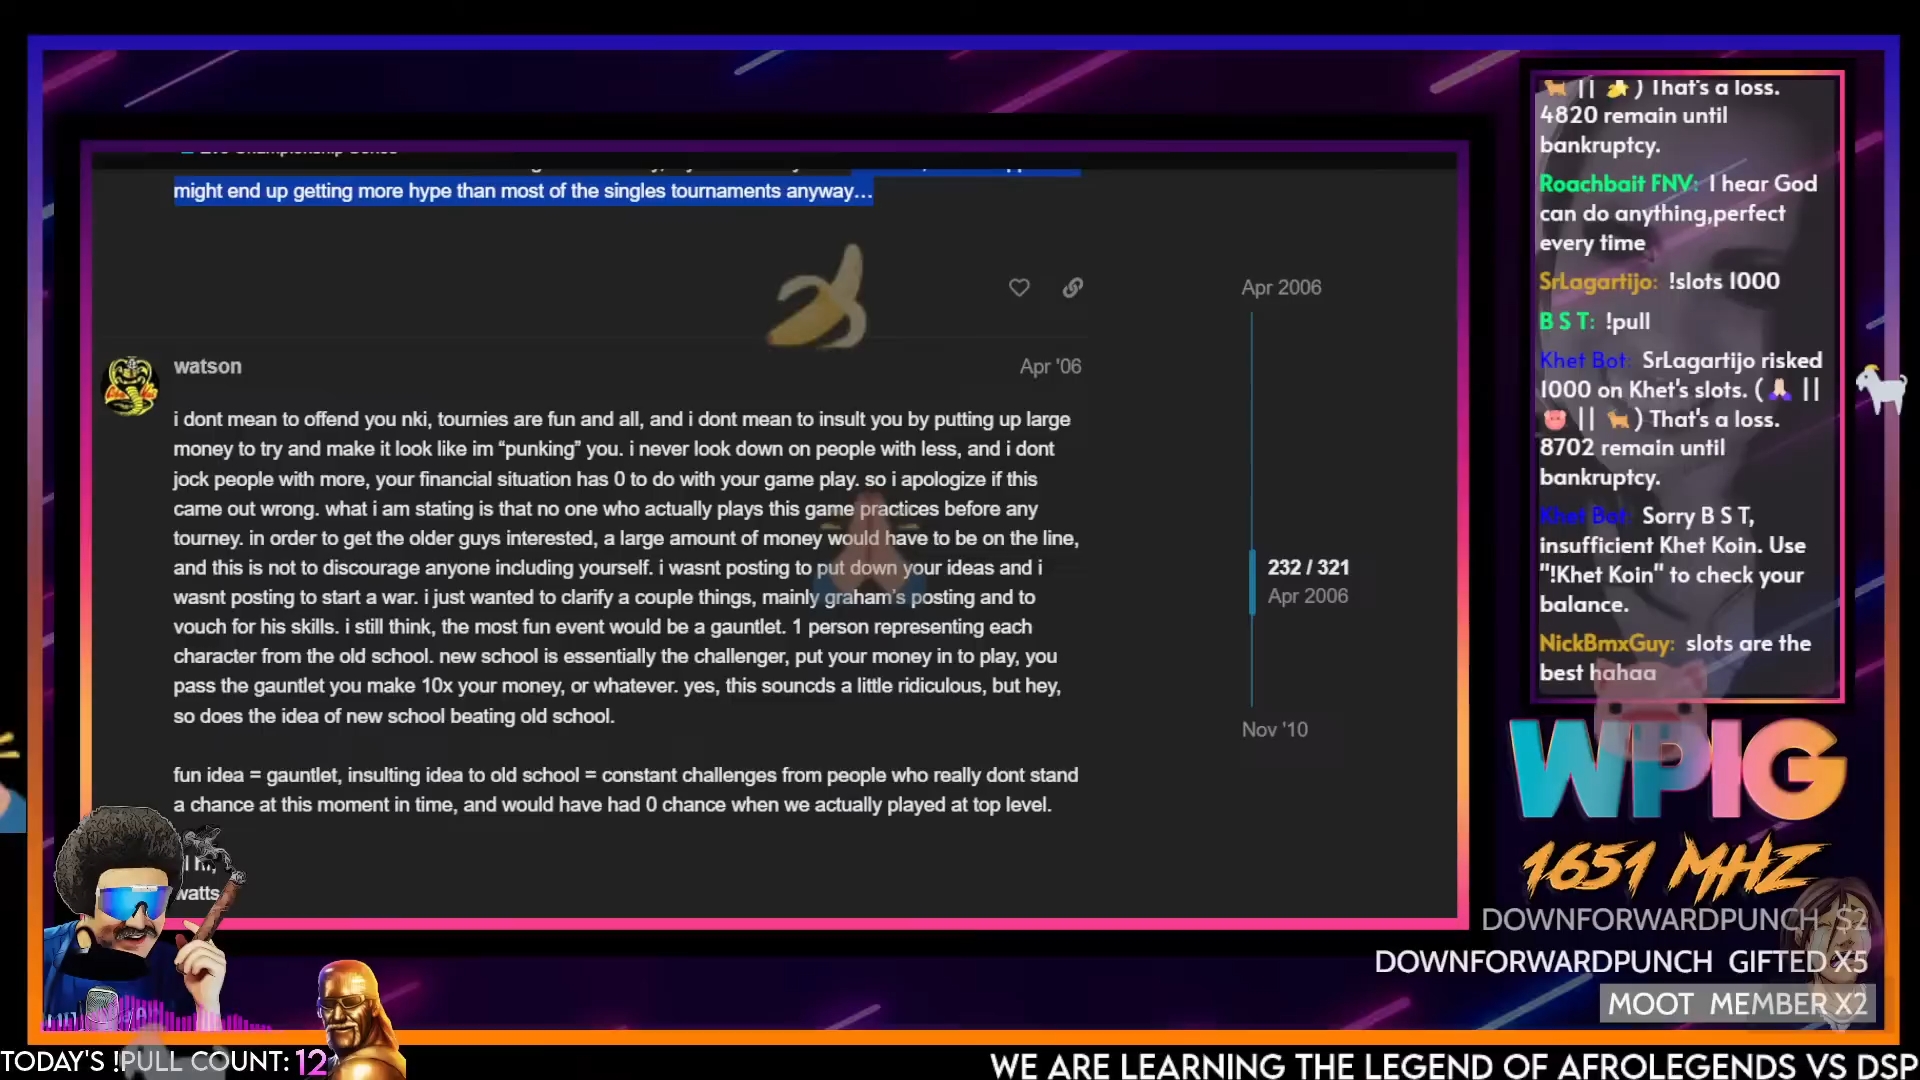 might end up getting more hype than most of the singles tournaments anyway…
watson
Apr '06
i dont mean to offend you nki, tournies are fun and all, and i dont mean to insult you by putting up large
money to try and make it look like im “punking” you. i never look down on people with less, and i dont
jock people with more, your financial situation has 0 to do with your game play. so i apologize if this
came out wrong. what i am stating is that no one who actually plays this game practices before any
tourney. in order to get the older guys interested, a large amount of money would have to be on the line,
and this is not to discourage anyone including yourself. i wasnt posting to put down your ideas and i
wasnt posting to start a war. i just wanted to clarify a couple things, mainly graham’s posting and to
vouch for his skills. i still think, the most fun event would be a gauntlet. 1 person representing each
character from the old school. new school is essentially the challenger, put your money in to play, you
pass the gauntlet you make 10x your money, or whatever. yes, this souncds a little ridiculous, but hey,
so does the idea of new school beating old school.
fun idea = gauntlet, insulting idea to old school = constant challenges from people who really dont stand
a chance at this moment in time, and would have had 0 chance when we actually played at top level.
watts
Apr 2006
232 / 321
Apr 2006
Nov '10
|| ) That's a loss.
4820 remain until
bankruptcy.
Roachbait FNV: I hear God
can do anything,perfect
every time
SrLagartijo: !slots 1000
B S T: !pull
Khet Bot: SrLagartijo risked
1000 on Khet's slots. ( ||
|| ) That's a loss.
8702 remain until
bankruptcy.
Khet Bot: Sorry B S T,
insufficient Khet Koin. Use
"!Khet Koin" to check your
balance.
NickBmxGuy: slots are the
best hahaa
WPIG
1651 MHZ
DOWNFORWARDPUNCH $2
DOWNFORWARDPUNCH GIFTED X5
MOOT MEMBER X2
TODAY'S !PULL COUNT: 12
WE ARE LEARNING THE LEGEND OF AFROLEGENDS VS DSP